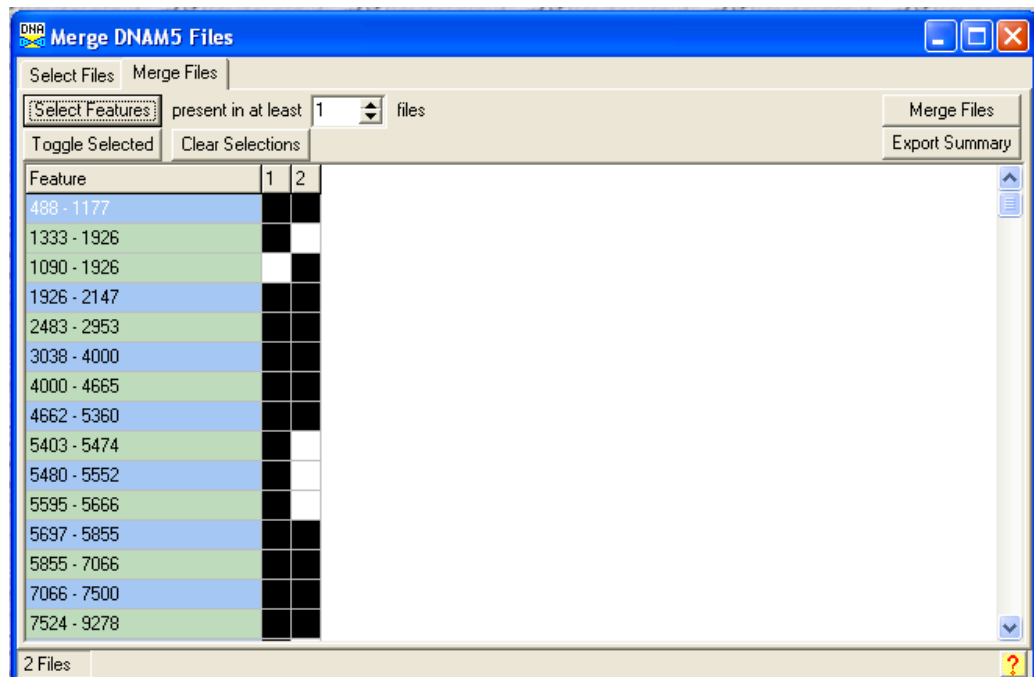 DNA Merge DNAM5 Files
Select Files Merge Files
Select Features present in at least 1 files Merge Files
Toggle Selected Clear Selections Export Summary
Feature 1 2
488 - 1177
1333 - 1926
1090 - 1926
1926 - 2147
2483 - 2953
3038 - 4000
4000 - 4665
4662 - 5360
5403 - 5474
5480 - 5552
5595 - 5666
5697 - 5855
5855 - 7066
7066 - 7500
7524 - 9278
2 Files ?